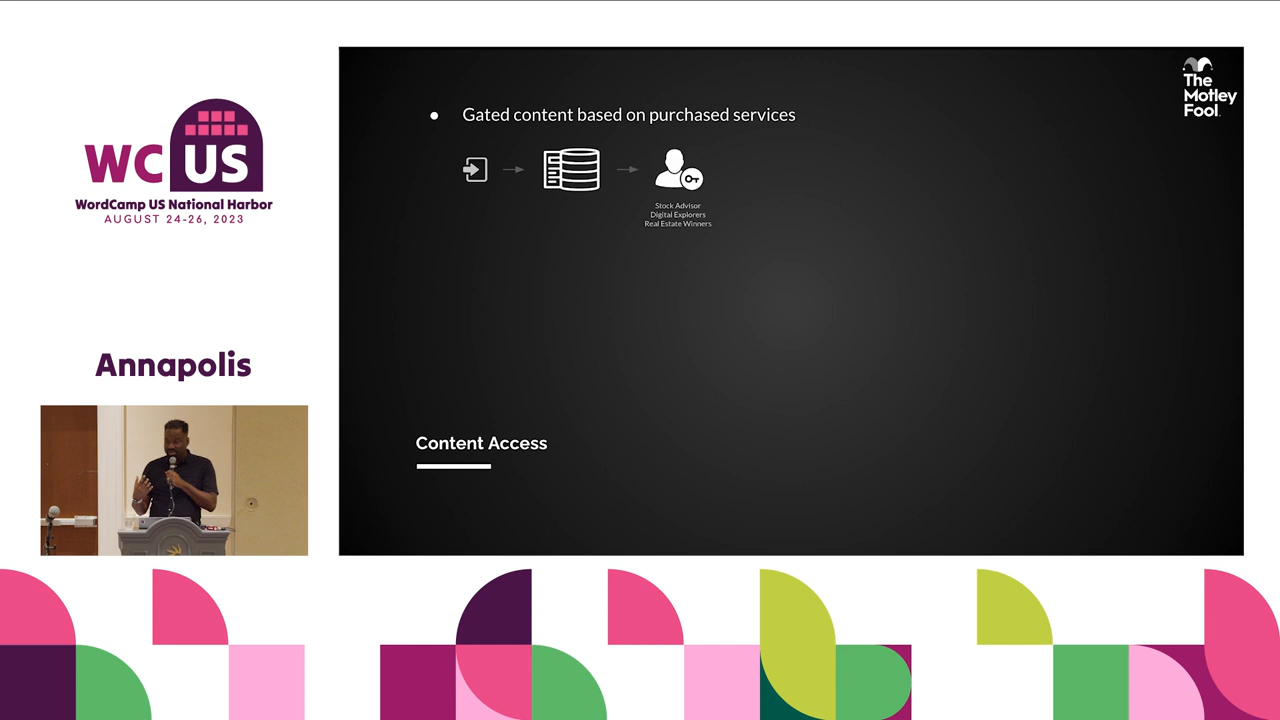 WC US
WordCamp US National Harbor
AUGUST 24-26, 2023
Annapolis
The
Motley
Fool.
● Gated content based on purchased services
Stock Advisor
Digital Explorers
Real Estate Winners
Content Access